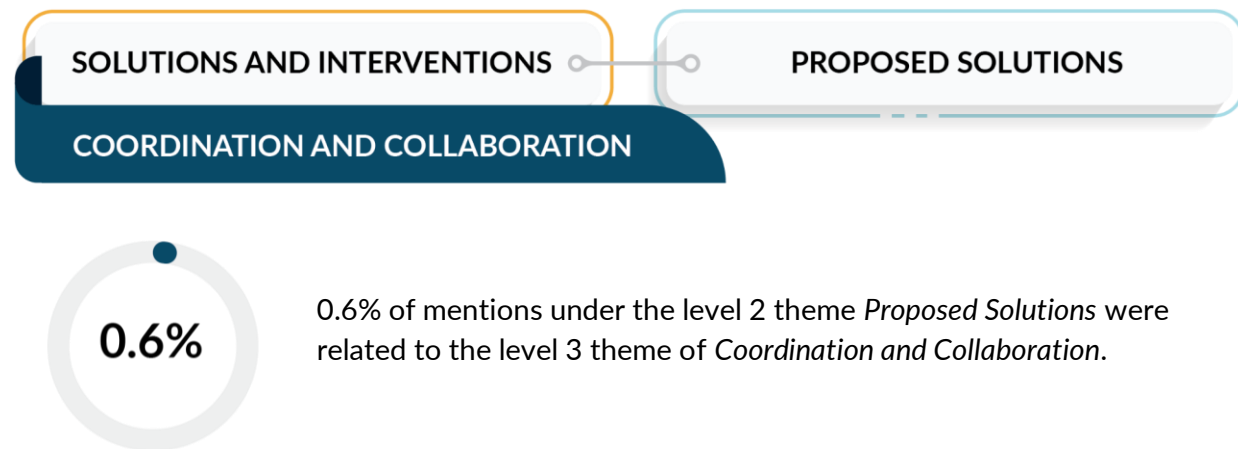 SOLUTIONS AND INTERVENTIONS
PROPOSED SOLUTIONS
COORDINATION AND COLLABORATION
0.6%
0.6% of mentions under the level 2 theme Proposed Solutions were
related to the level 3 theme of Coordination and Collaboration.